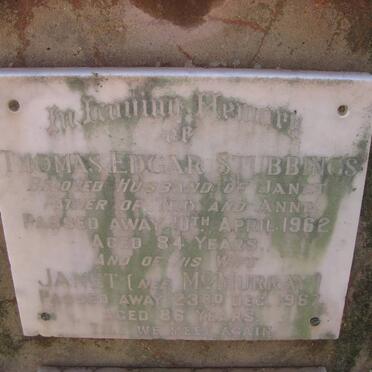 In Loving Memory
OF
THOMAS EDGAR STUBBINGS
BELOVED HUSBAND OF JANET
FATHER OF AND ANNE
PASSED AWAY 10TH APRIL 1962
AGED 84 YEARS
AND OF HIS WIFE
JANET (NEE MCMURRAY)
PASSED AWAY 23RD DEC. 1967
AGED 86 YEARS
TILL WE MEET AGAIN